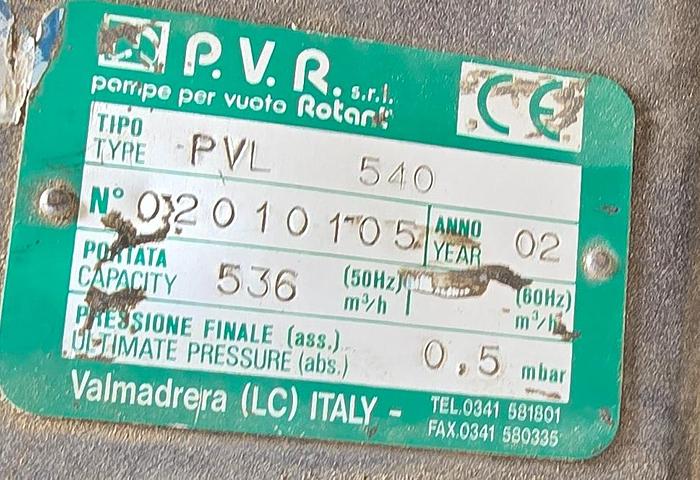 P.V.R. s.r.l.
pompe per vuoto Rotant
CE
TIPO
TYPE PVL 540
N° 02010105 ANNO
YEAR 02
PORTATA
CAPACITY 536 (50Hz)
m³/h
(60Hz)
m³/h
PRESSIONE FINALE (ass.)
ULTIMATE PRESSURE (abs.) 0,5 mbar
Valmadrera (LC) ITALY - TEL.0341 581801
FAX.0341 580335